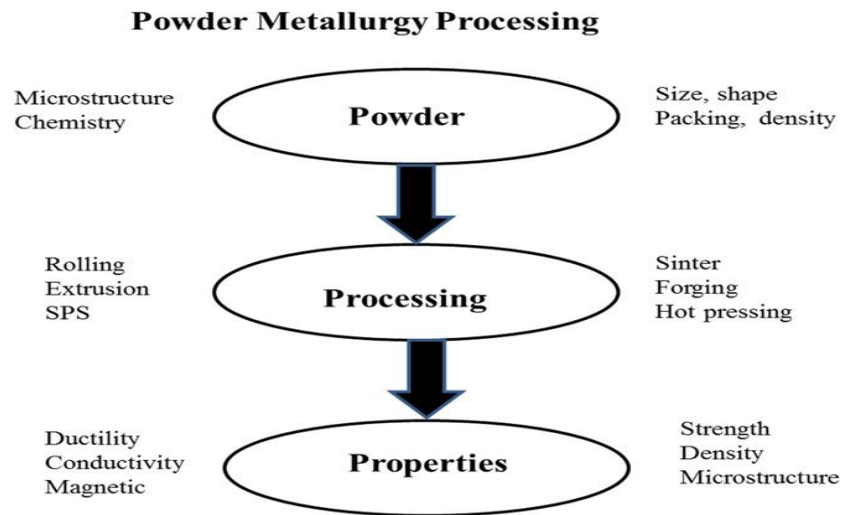 Powder Metallurgy Processing
Microstructure
Chemistry
Powder
Size, shape
Packing, density
Rolling
Extrusion
SPS
Processing
Sinter
Forging
Hot pressing
Ductility
Conductivity
Magnetic
Properties
Strength
Density
Microstructure